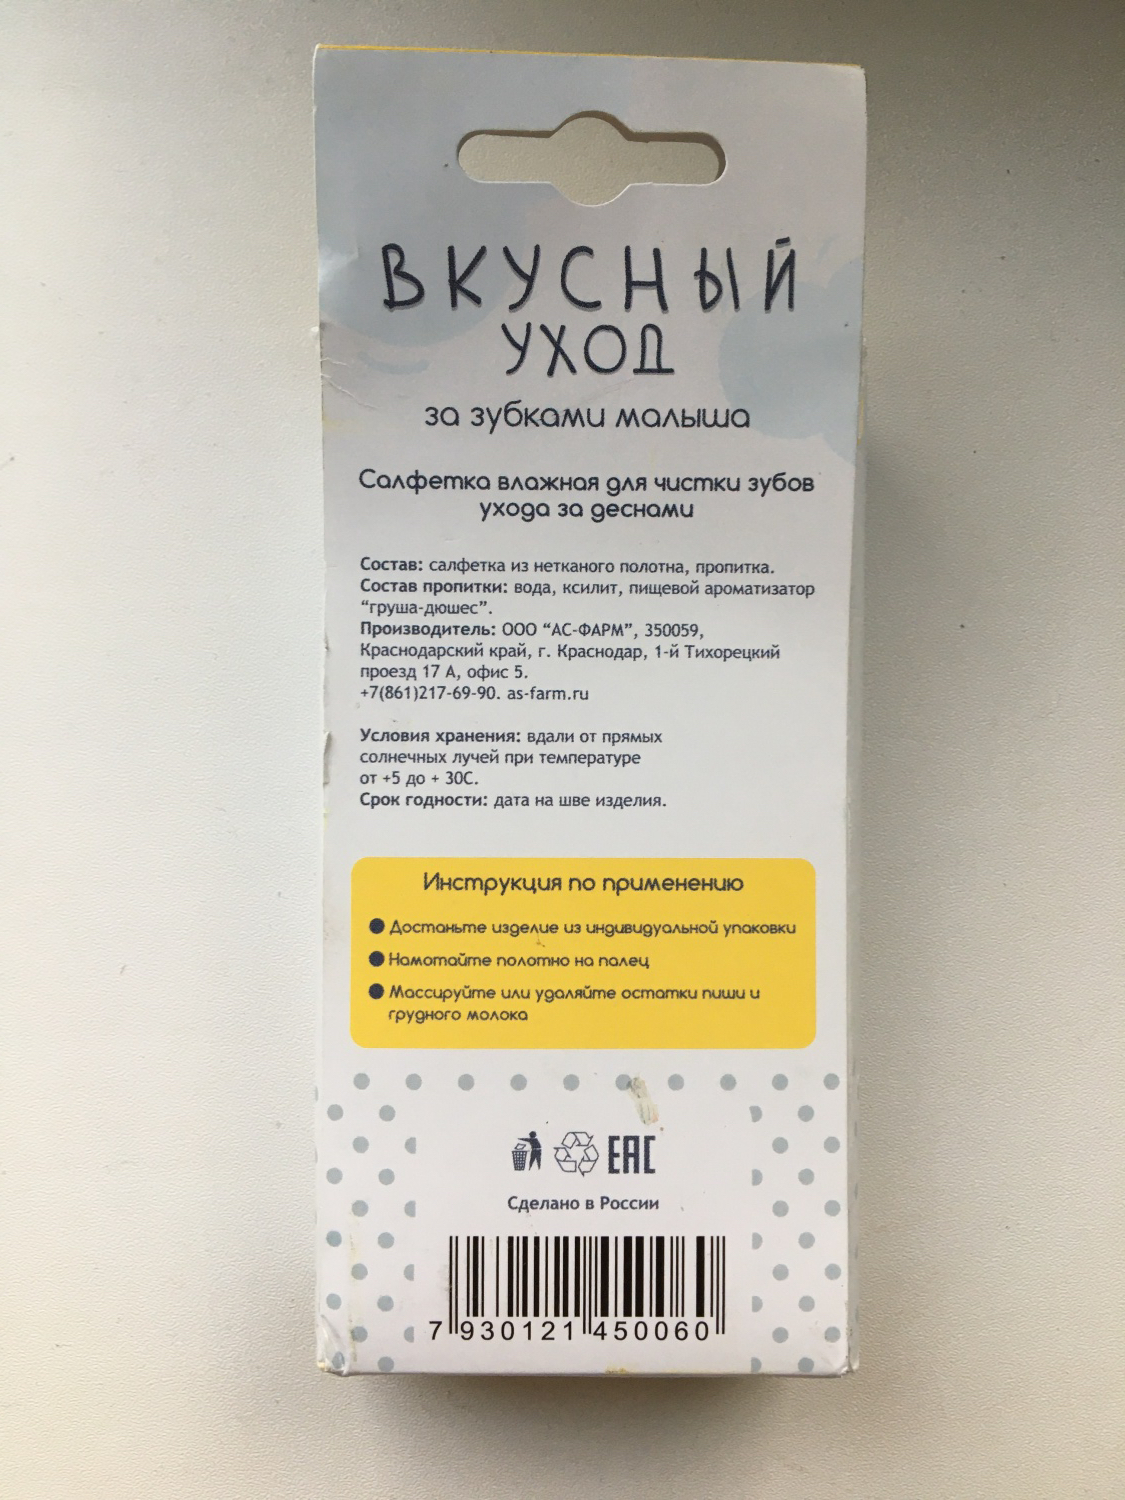 ВКУСНЫЙ
УХОД
за зубками малыша
Салфетка влажная для чистки зубов
ухода за деснами
Состав: салфетка из нетканого полотна, пропитка.
Состав пропитки: вода, ксилит, пищевой ароматизатор
“груша-дюшес”.
Производитель: ООО “АС-ФАРМ”, 350059,
Краснодарский край, г. Краснодар, 1-й Тихорецкий
проезд 17 А, офис 5.
+7(861)217-69-90. as-farm.ru
Условия хранения: вдали от прямых
солнечных лучей при температуре
от +5 до + 30С.
Срок годности: дата на шве изделия.
Инструкция по применению
● Достаньте изделие из индивидуальной упаковки
● Намотайте полотно на палец
● Массируйте или удаляйте остатки пиши и
грудного молока
EAC
Сделано в России
7 930121 450060